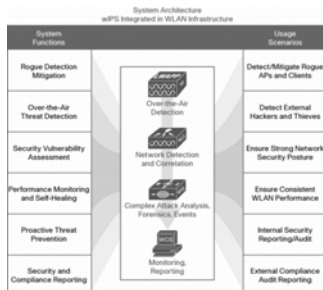 System Architecture
wIPS Integrated in WLAN Infrastructure
System
Functions
Rogue Detection
Mitigation
Over-the-Air
Threat Detection
Security Vulnerability
Assessment
Performance Monitoring
and Self-Healing
Proactive Threat
Prevention
Security and
Compliance Reporting
Over-the-Air
Detection
Network Detection
and Correlation
Complex Attack Analysis,
Forensics, Events
WCS
Monitoring,
Reporting
Usage
Scenarios
Detect/Mitigate Rogue
APs and Clients
Detect External
Hackers and Thieves
Ensure Strong Network
Security Posture
Ensure Consistent
WLAN Performance
Internal Security
Reporting/Audit
External Compliance
Audit Reporting